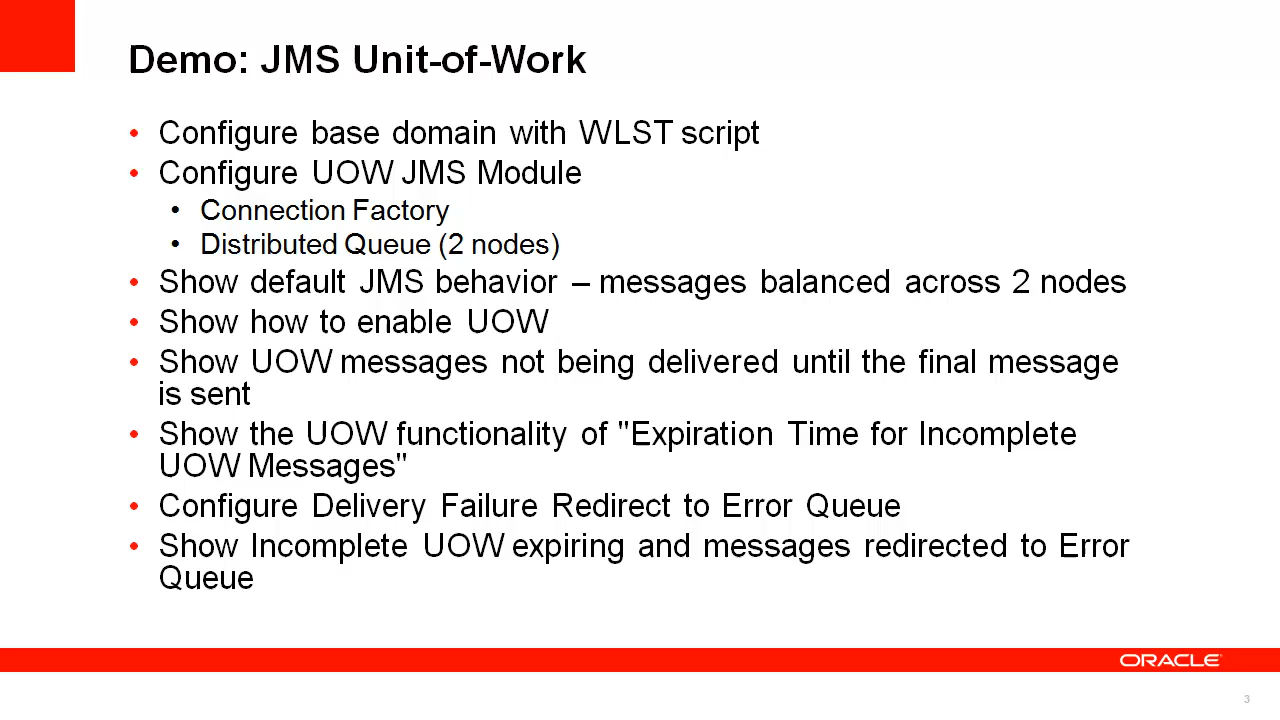 Demo: JMS Unit-of-Work
• Configure base domain with WLST script
• Configure UOW JMS Module
• Connection Factory
• Distributed Queue (2 nodes)
• Show default JMS behavior – messages balanced across 2 nodes
• Show how to enable UOW
• Show UOW messages not being delivered until the final message
is sent
• Show the UOW functionality of "Expiration Time for Incomplete
UOW Messages"
• Configure Delivery Failure Redirect to Error Queue
• Show Incomplete UOW expiring and messages redirected to Error
Queue
ORACLE
3